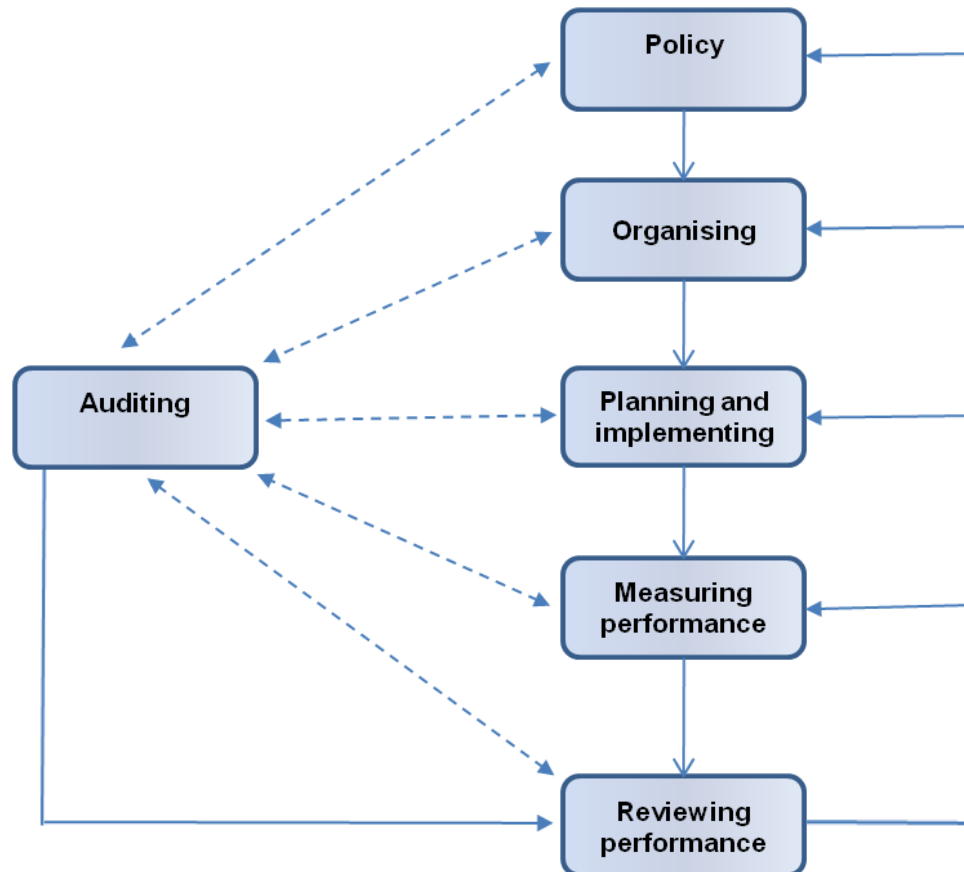 Policy
Organising
Auditing
Planning and
implementing
Measuring
performance
Reviewing
performance